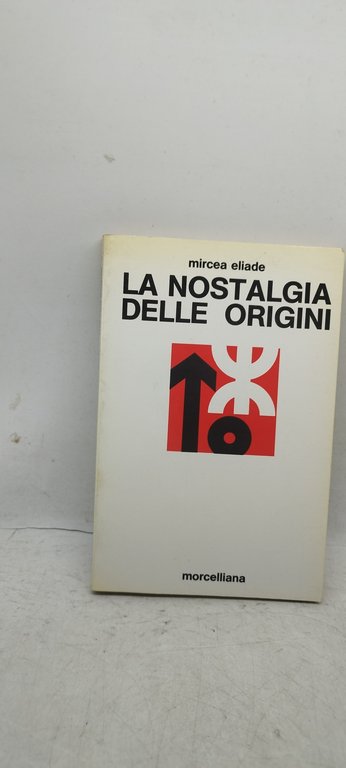 mircea eliade
LA NOSTALGIA
DELLE ORIGINI
morcelliana